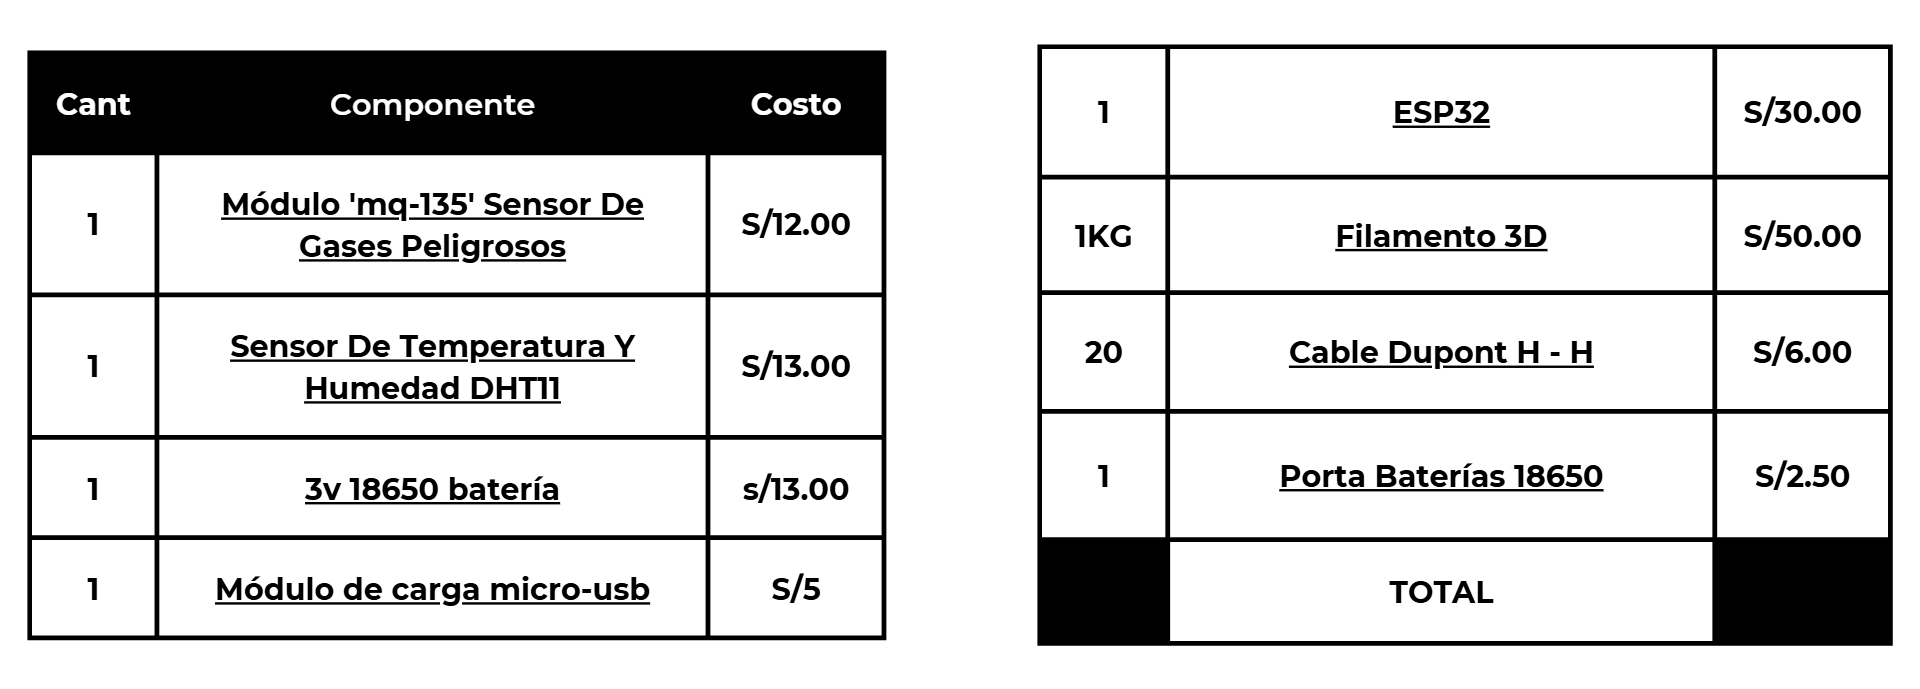 Cant Componente Costo
1 Módulo 'mq-135' Sensor De S/12.00
Gases Peligrosos
1 Sensor De Temperatura Y S/13.00
Humedad DHT11
1 3v 18650 batería s/13.00
1 Módulo de carga micro-usb S/5
1 ESP32 S/30.00
1KG Filamento 3D S/50.00
20 Cable Dupont H - H S/6.00
1 Porta Baterías 18650 S/2.50
TOTAL